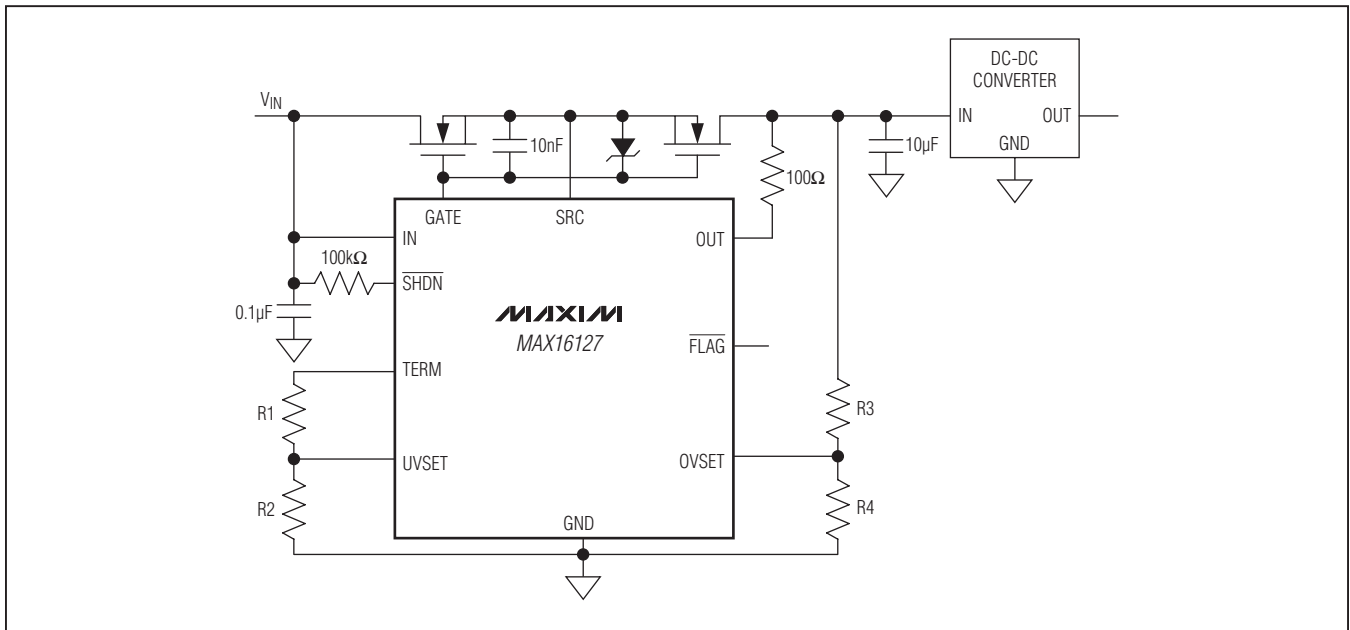 DC-DC
CONVERTER
VIN
IN
OUT
GND
10nF
10µF
100Ω
GATE
SRC
IN
OUT
100kΩ
SHDN
0.1µF
MAXIM
MAX16127
FLAG
TERM
R1
R3
UVSET
OVSET
R2
R4
GND